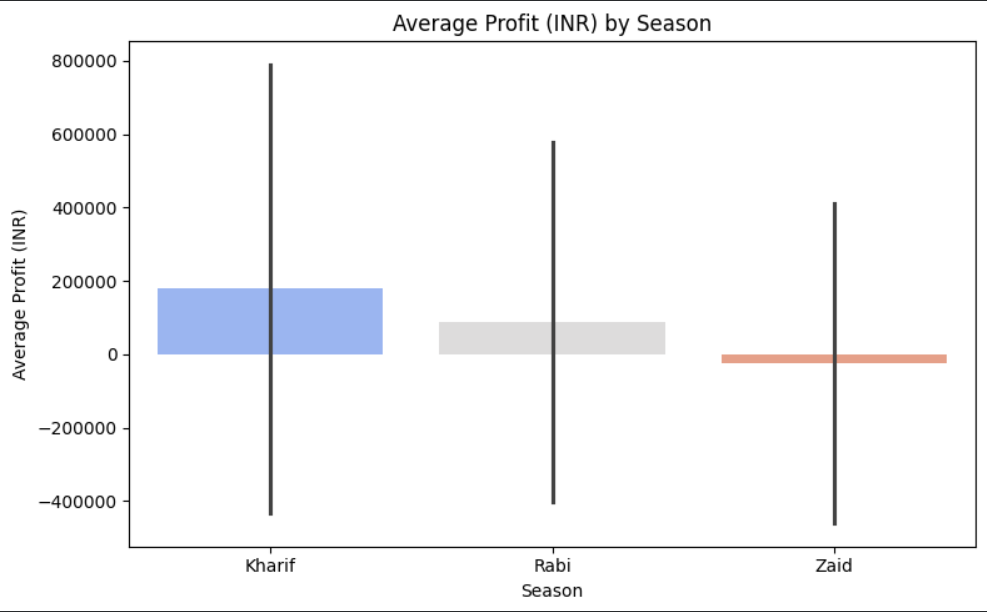 Average Profit (INR) by Season
Average Profit (INR)
800000
600000
400000
200000
0
−200000
−400000
Kharif
Rabi
Zaid
Season